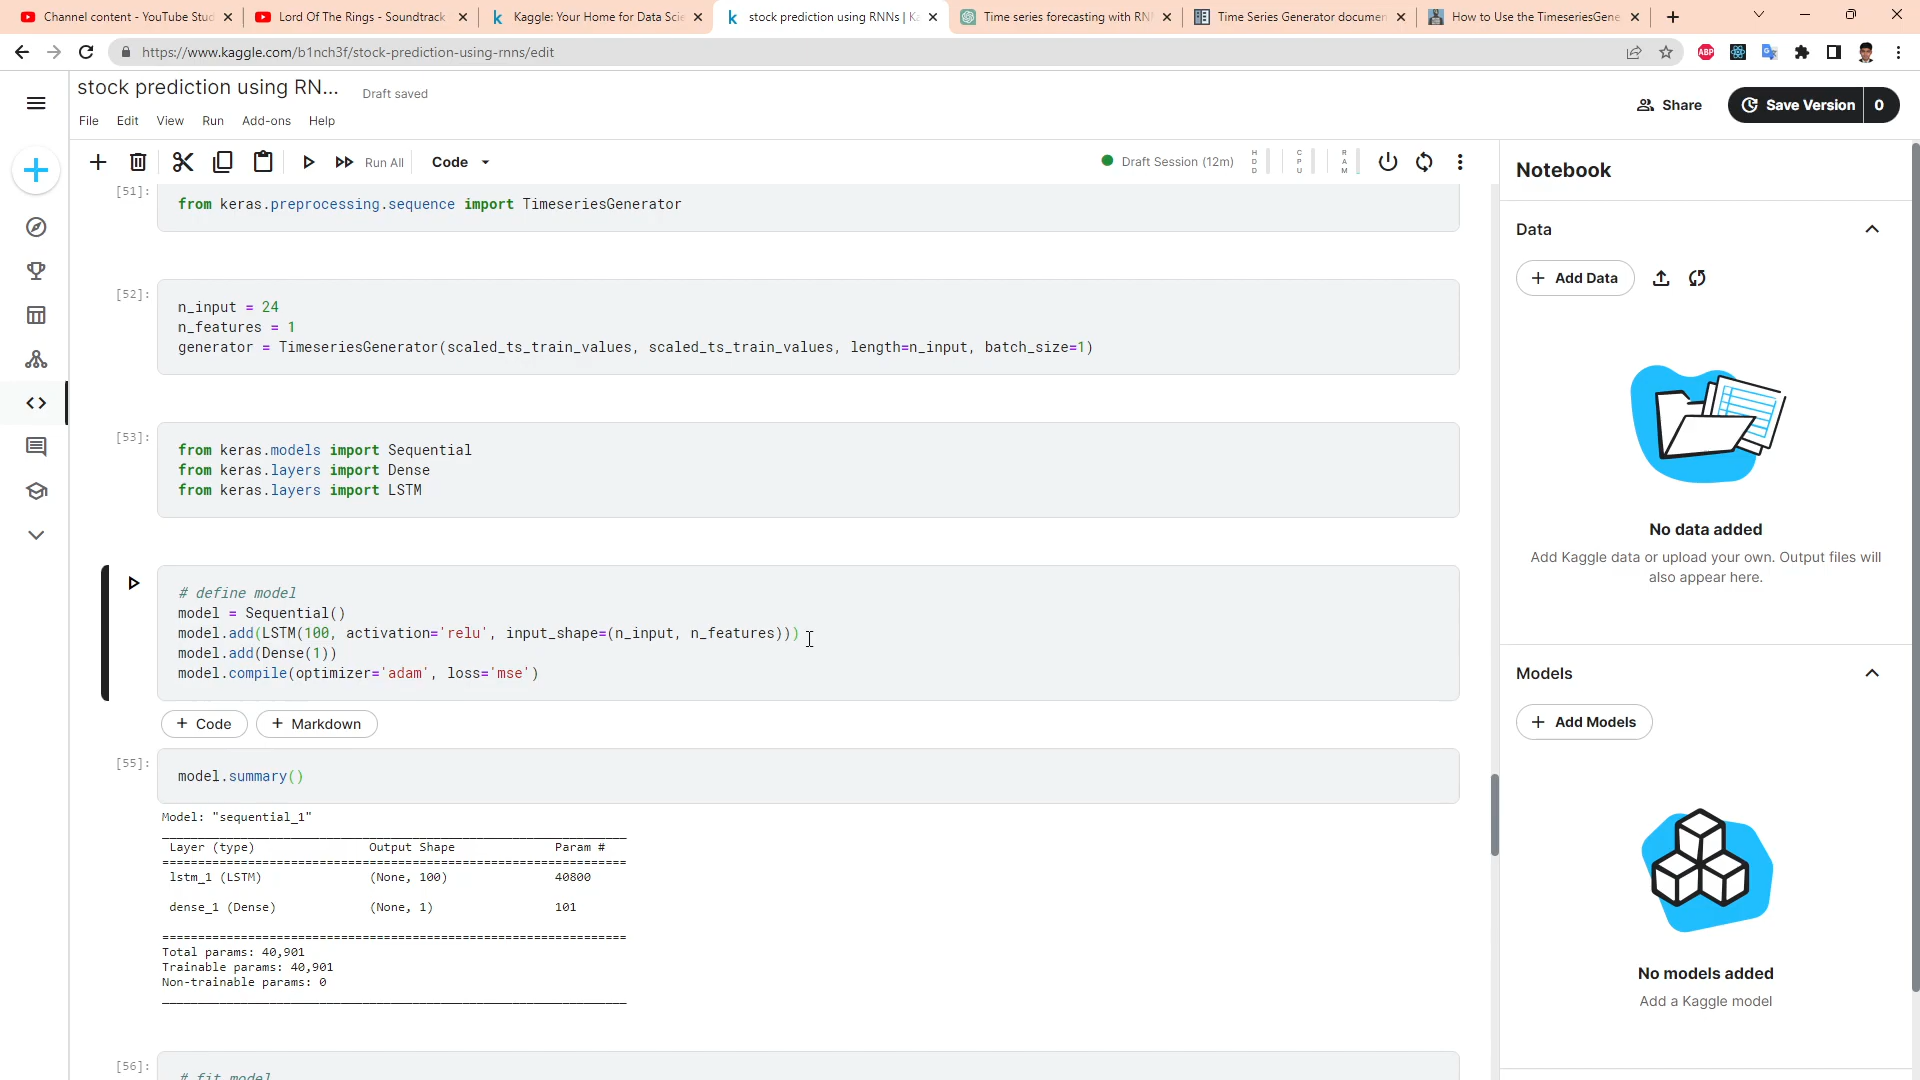 Channel content - YouTube Stud
Lord Of The Rings - Soundtrack
Kaggle: Your Home for Data Scie
stock prediction using RNNs | Ka
Time series forecasting with RN
Time Series Generator documen
How to Use the TimeseriesGene
https://www.kaggle.com/b1nch3f/stock-prediction-using-rnns/edit
ABP
stock prediction using RN...
Draft saved
Share
Save Version
0
File Edit View Run Add-ons Help
Run All
Code
Draft Session (12m)
HDD
CPU
RAM
Notebook
[51]:
from keras.preprocessing.sequence import TimeseriesGenerator
[52]:
n_input = 24
n_features = 1
generator = TimeseriesGenerator(scaled_ts_train_values, scaled_ts_train_values, length=n_input, batch_size=1)
[53]:
from keras.models import Sequential
from keras.layers import Dense
from keras.layers import LSTM
# define model
model = Sequential()
model.add(LSTM(100, activation='relu', input_shape=(n_input, n_features)))
model.add(Dense(1))
model.compile(optimizer='adam', loss='mse')
+ Code
+ Markdown
[55]:
model.summary()
Model: "sequential_1"
Layer (type) Output Shape Param #
lstm_1 (LSTM) (None, 100) 40800
dense_1 (Dense) (None, 1) 101
Total params: 40,901
Trainable params: 40,901
Non-trainable params: 0
[56]:
# fit model
Data
+ Add Data
No data added
Add Kaggle data or upload your own. Output files will
also appear here.
Models
+ Add Models
No models added
Add a Kaggle model